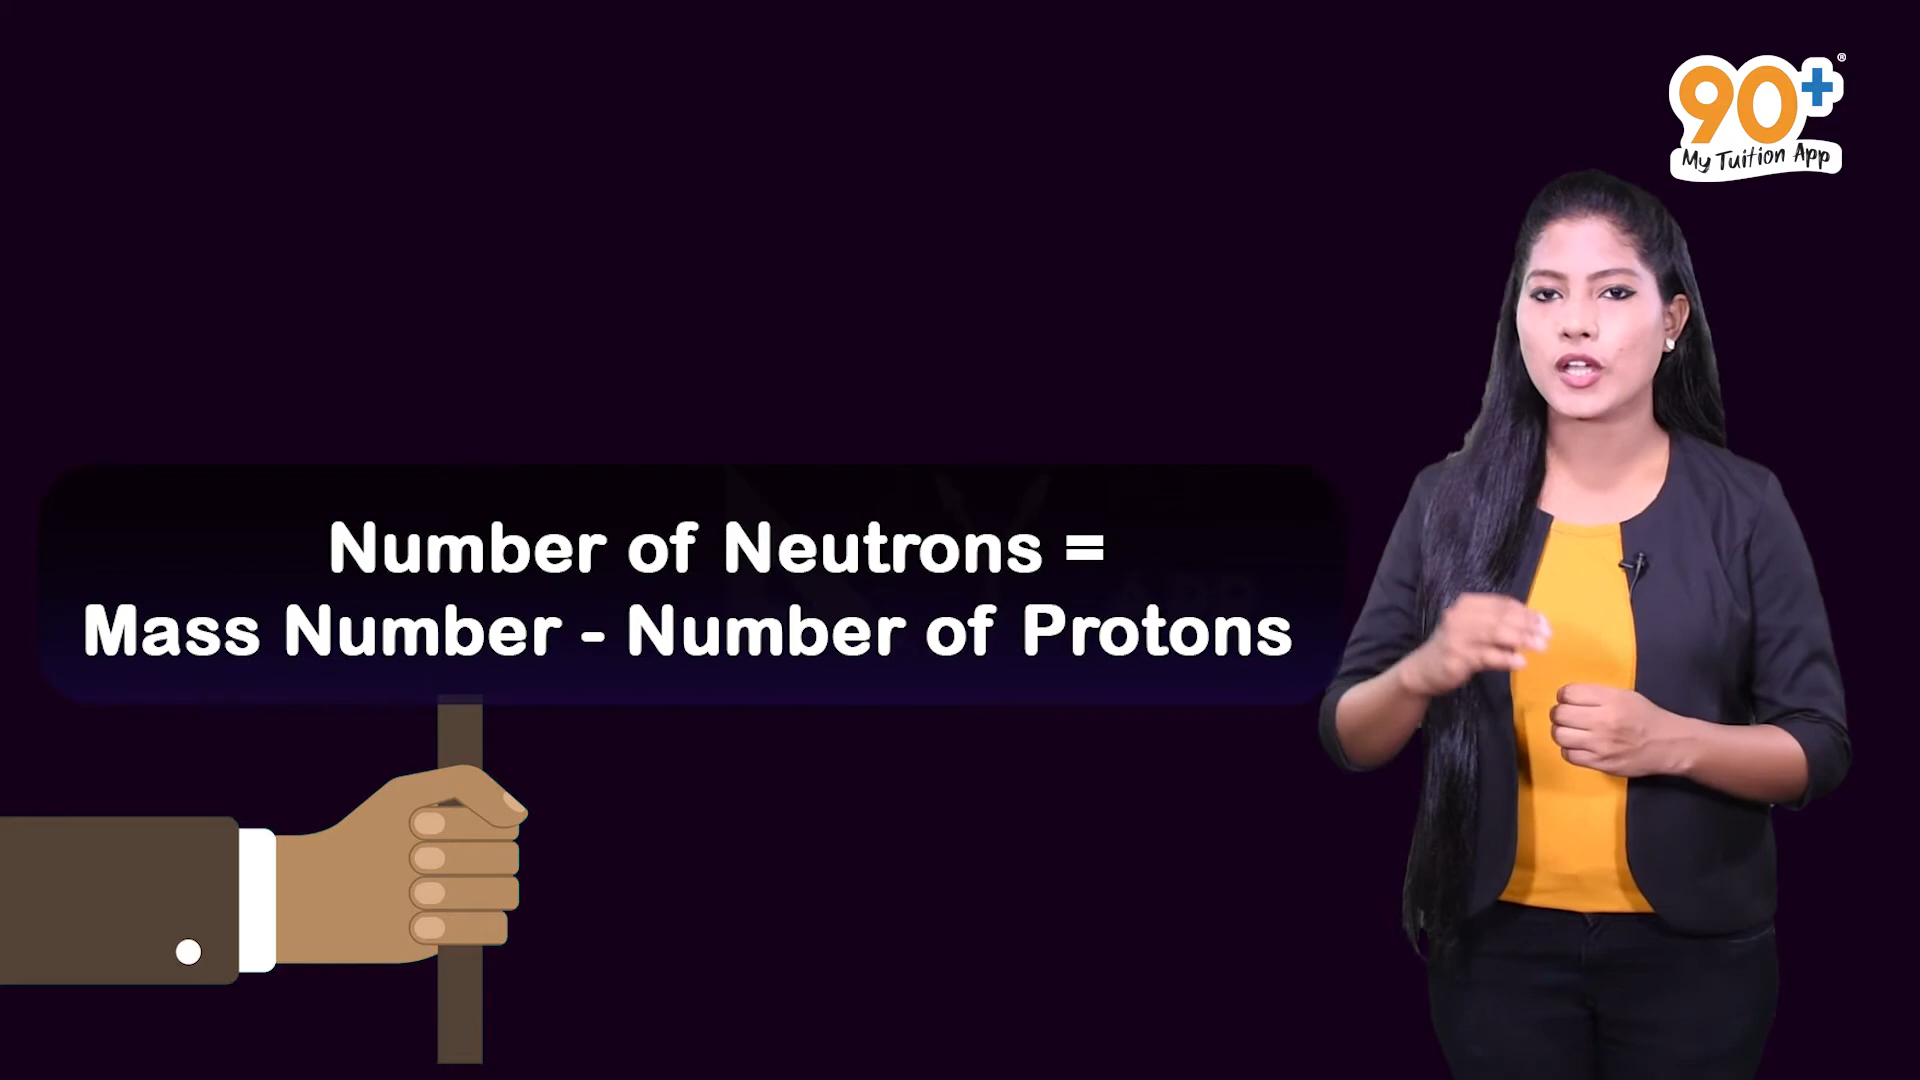 90+
®
My Tuition App
Number of Neutrons =
Mass Number - Number of Protons